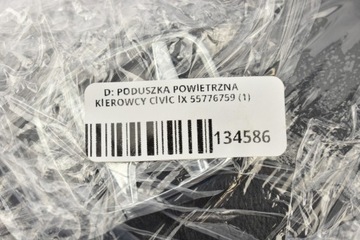 D: PODUSZKA POWIETRZNA
KIEROWCY CIVIC IX 55776759 (1)
134586